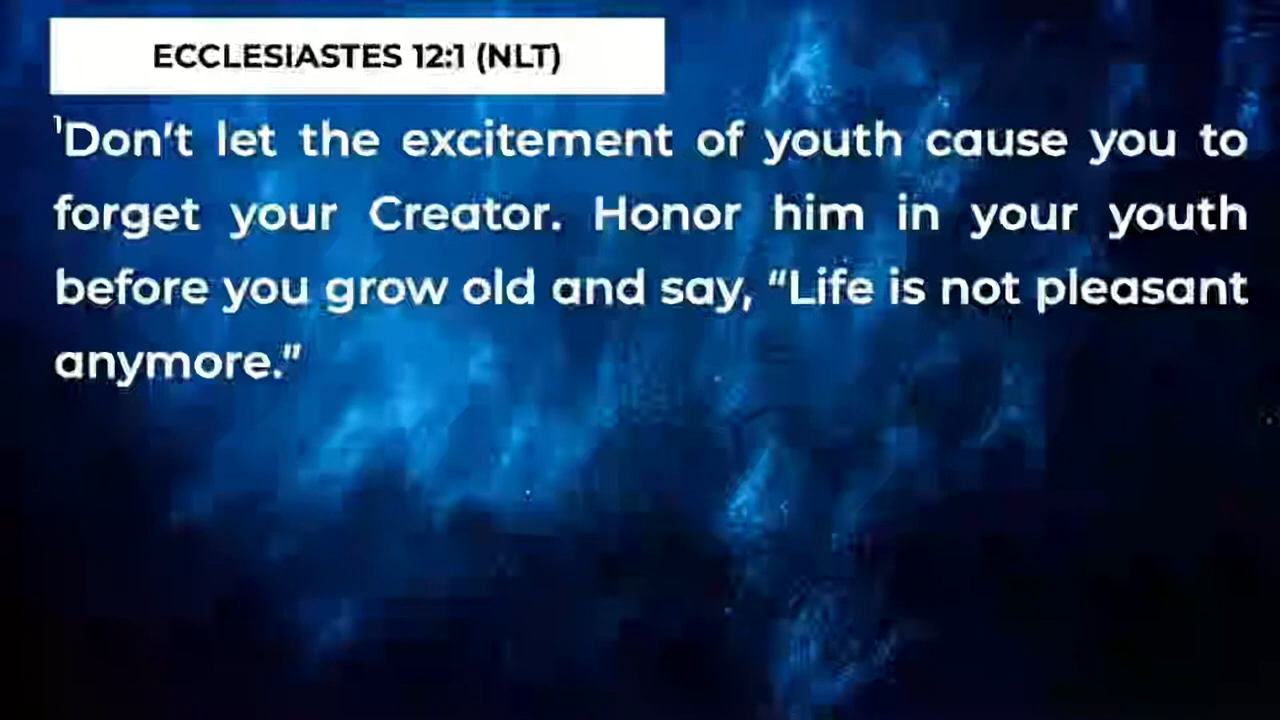 ECCLESIASTES 12:1 (NLT)
¹Don't let the excitement of youth cause you to
forget your Creator. Honor him in your youth
before you grow old and say, “Life is not pleasant
anymore.”